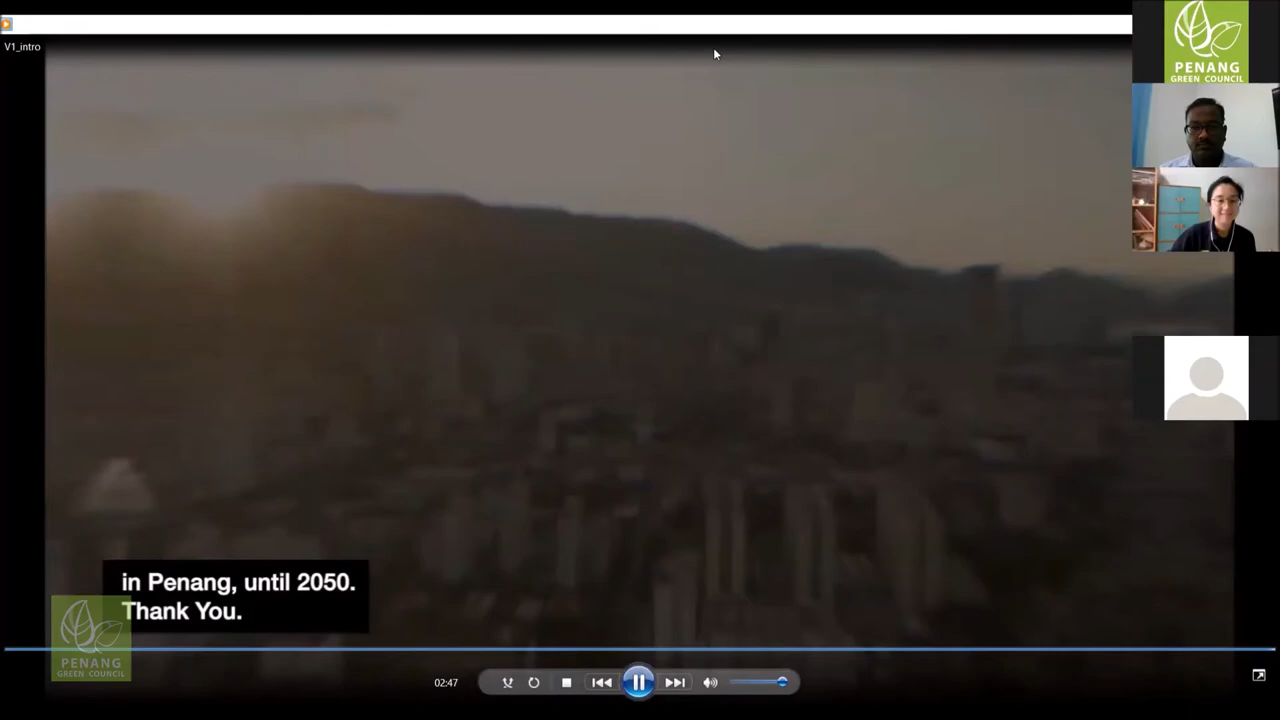 V1_intro
PENANG
GREEN COUNCIL
in Penang, until 2050.
Thank You.
PENANG
GREEN COUNCIL
02:47